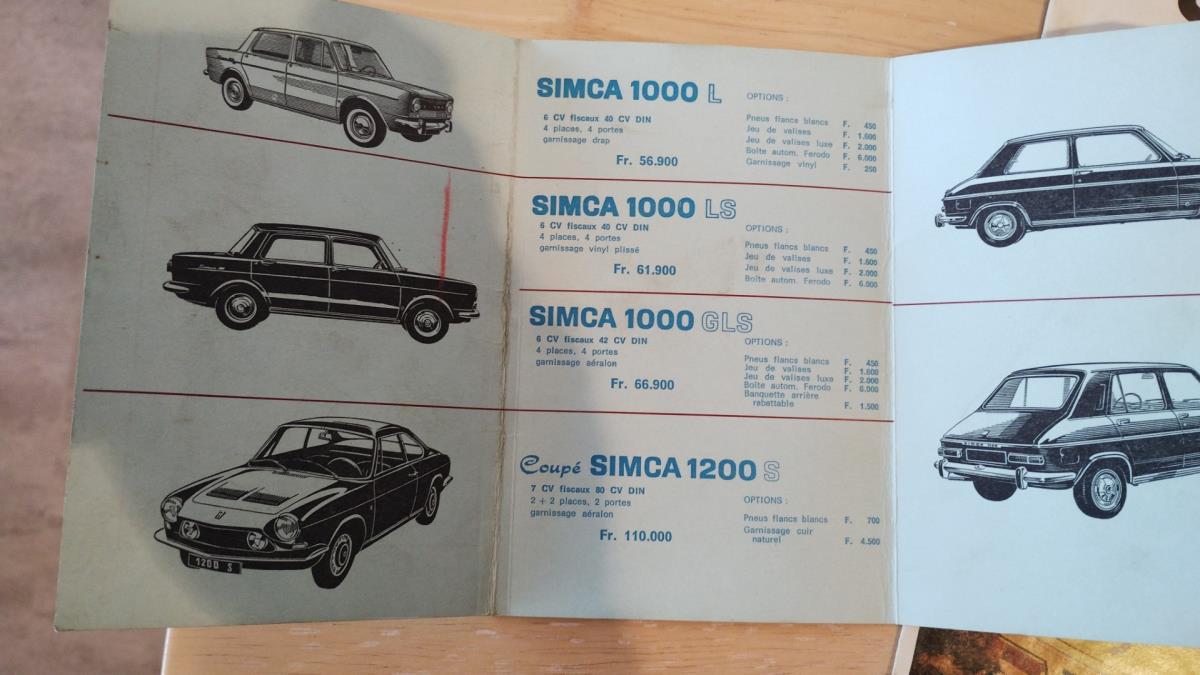 SIMCA 1000 L
6 CV fiscaux 40 CV DIN
4 places, 4 portes
garnissage drap
Fr. 56.900
OPTIONS :
Pneus flancs blancs F. 450
Jeu de valises F. 1.600
Jeu de valises luxe F. 2.000
Boîte autom. Ferodo F. 6.000
Garnissage vinyl F. 250
SIMCA 1000 LS
6 CV fiscaux 40 CV DIN
4 places, 4 portes
garnissage vinyl plissé
Fr. 61.900
OPTIONS :
Pneus flancs blancs F. 450
Jeu de valises F. 1.600
Jeu de valises luxe F. 2.000
Boîte autom. Ferodo F. 6.000
SIMCA 1000 GLS
6 CV fiscaux 42 CV DIN
4 places, 4 portes
garnissage aéralon
Fr. 66.900
OPTIONS :
Pneus flancs blancs F. 450
Jeu de valises F. 1.600
Jeu de valises luxe F. 2.000
Boîte autom. Ferodo F. 6.000
Banquette arrière
rabattable F. 1.500
Coupé SIMCA 1200 S
7 CV fiscaux 80 CV DIN
2 + 2 places, 2 portes
garnissage aéralon
Fr. 110.000
OPTIONS :
Pneus flancs blancs F. 700
Garnissage cuir
naturel F. 4.500
1200 S